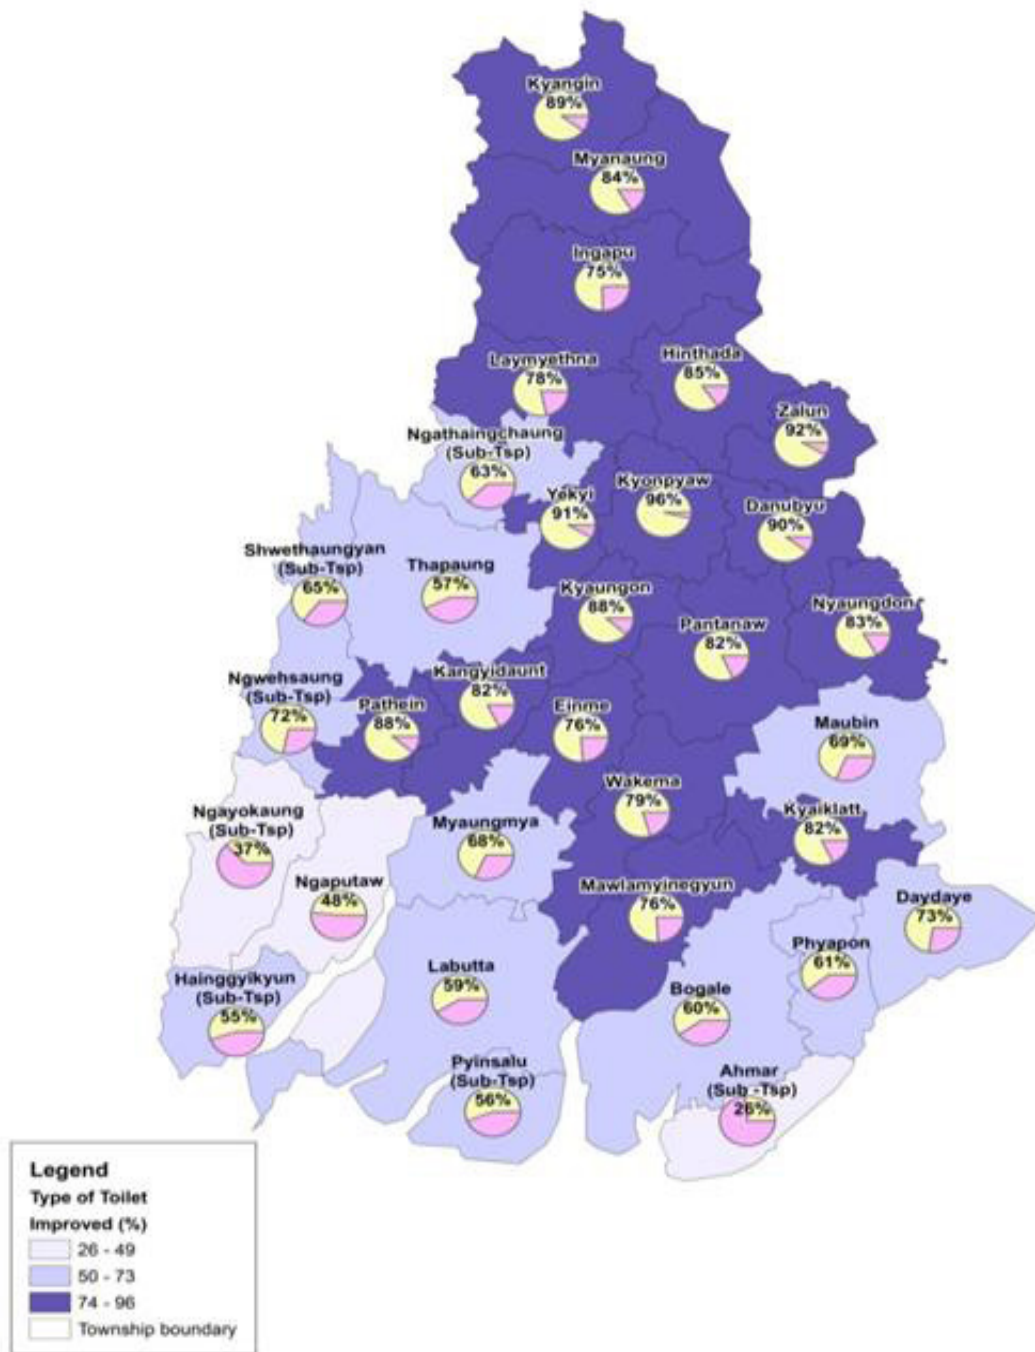 Kyangin
89%
Myanaung
84%
Ingapu
75%
Laymyethna
78%
Hinthada
85%
Zalun
92%
Ngathaingchaung
(Sub-Tsp)
63%
Yekyi
91%
Kyonpyaw
96%
Danubyu
90%
Shwethaungyan
(Sub-Tsp)
65%
Thapaung
57%
Kyaungon
88%
Pantanaw
82%
Nyaungdon
83%
Ngwehsaung
(Sub-Tsp)
72%
Pathein
88%
Kangyidaunt
82%
Einme
76%
Maubin
69%
Wakema
79%
Kyaiklatt
82%
Ngayokaung
(Sub-Tsp)
37%
Ngaputaw
48%
Myaungmya
68%
Mawlamyinegyun
76%
Daydaye
73%
Phyapon
61%
Hainggyikyun
(Sub-Tsp)
55%
Labutta
59%
Bogale
60%
Pyinsalu
(Sub-Tsp)
56%
Ahmar
(Sub -Tsp)
26%
Legend
Type of Toilet
Improved (%)
26 - 49
50 - 73
74 - 96
Township boundary